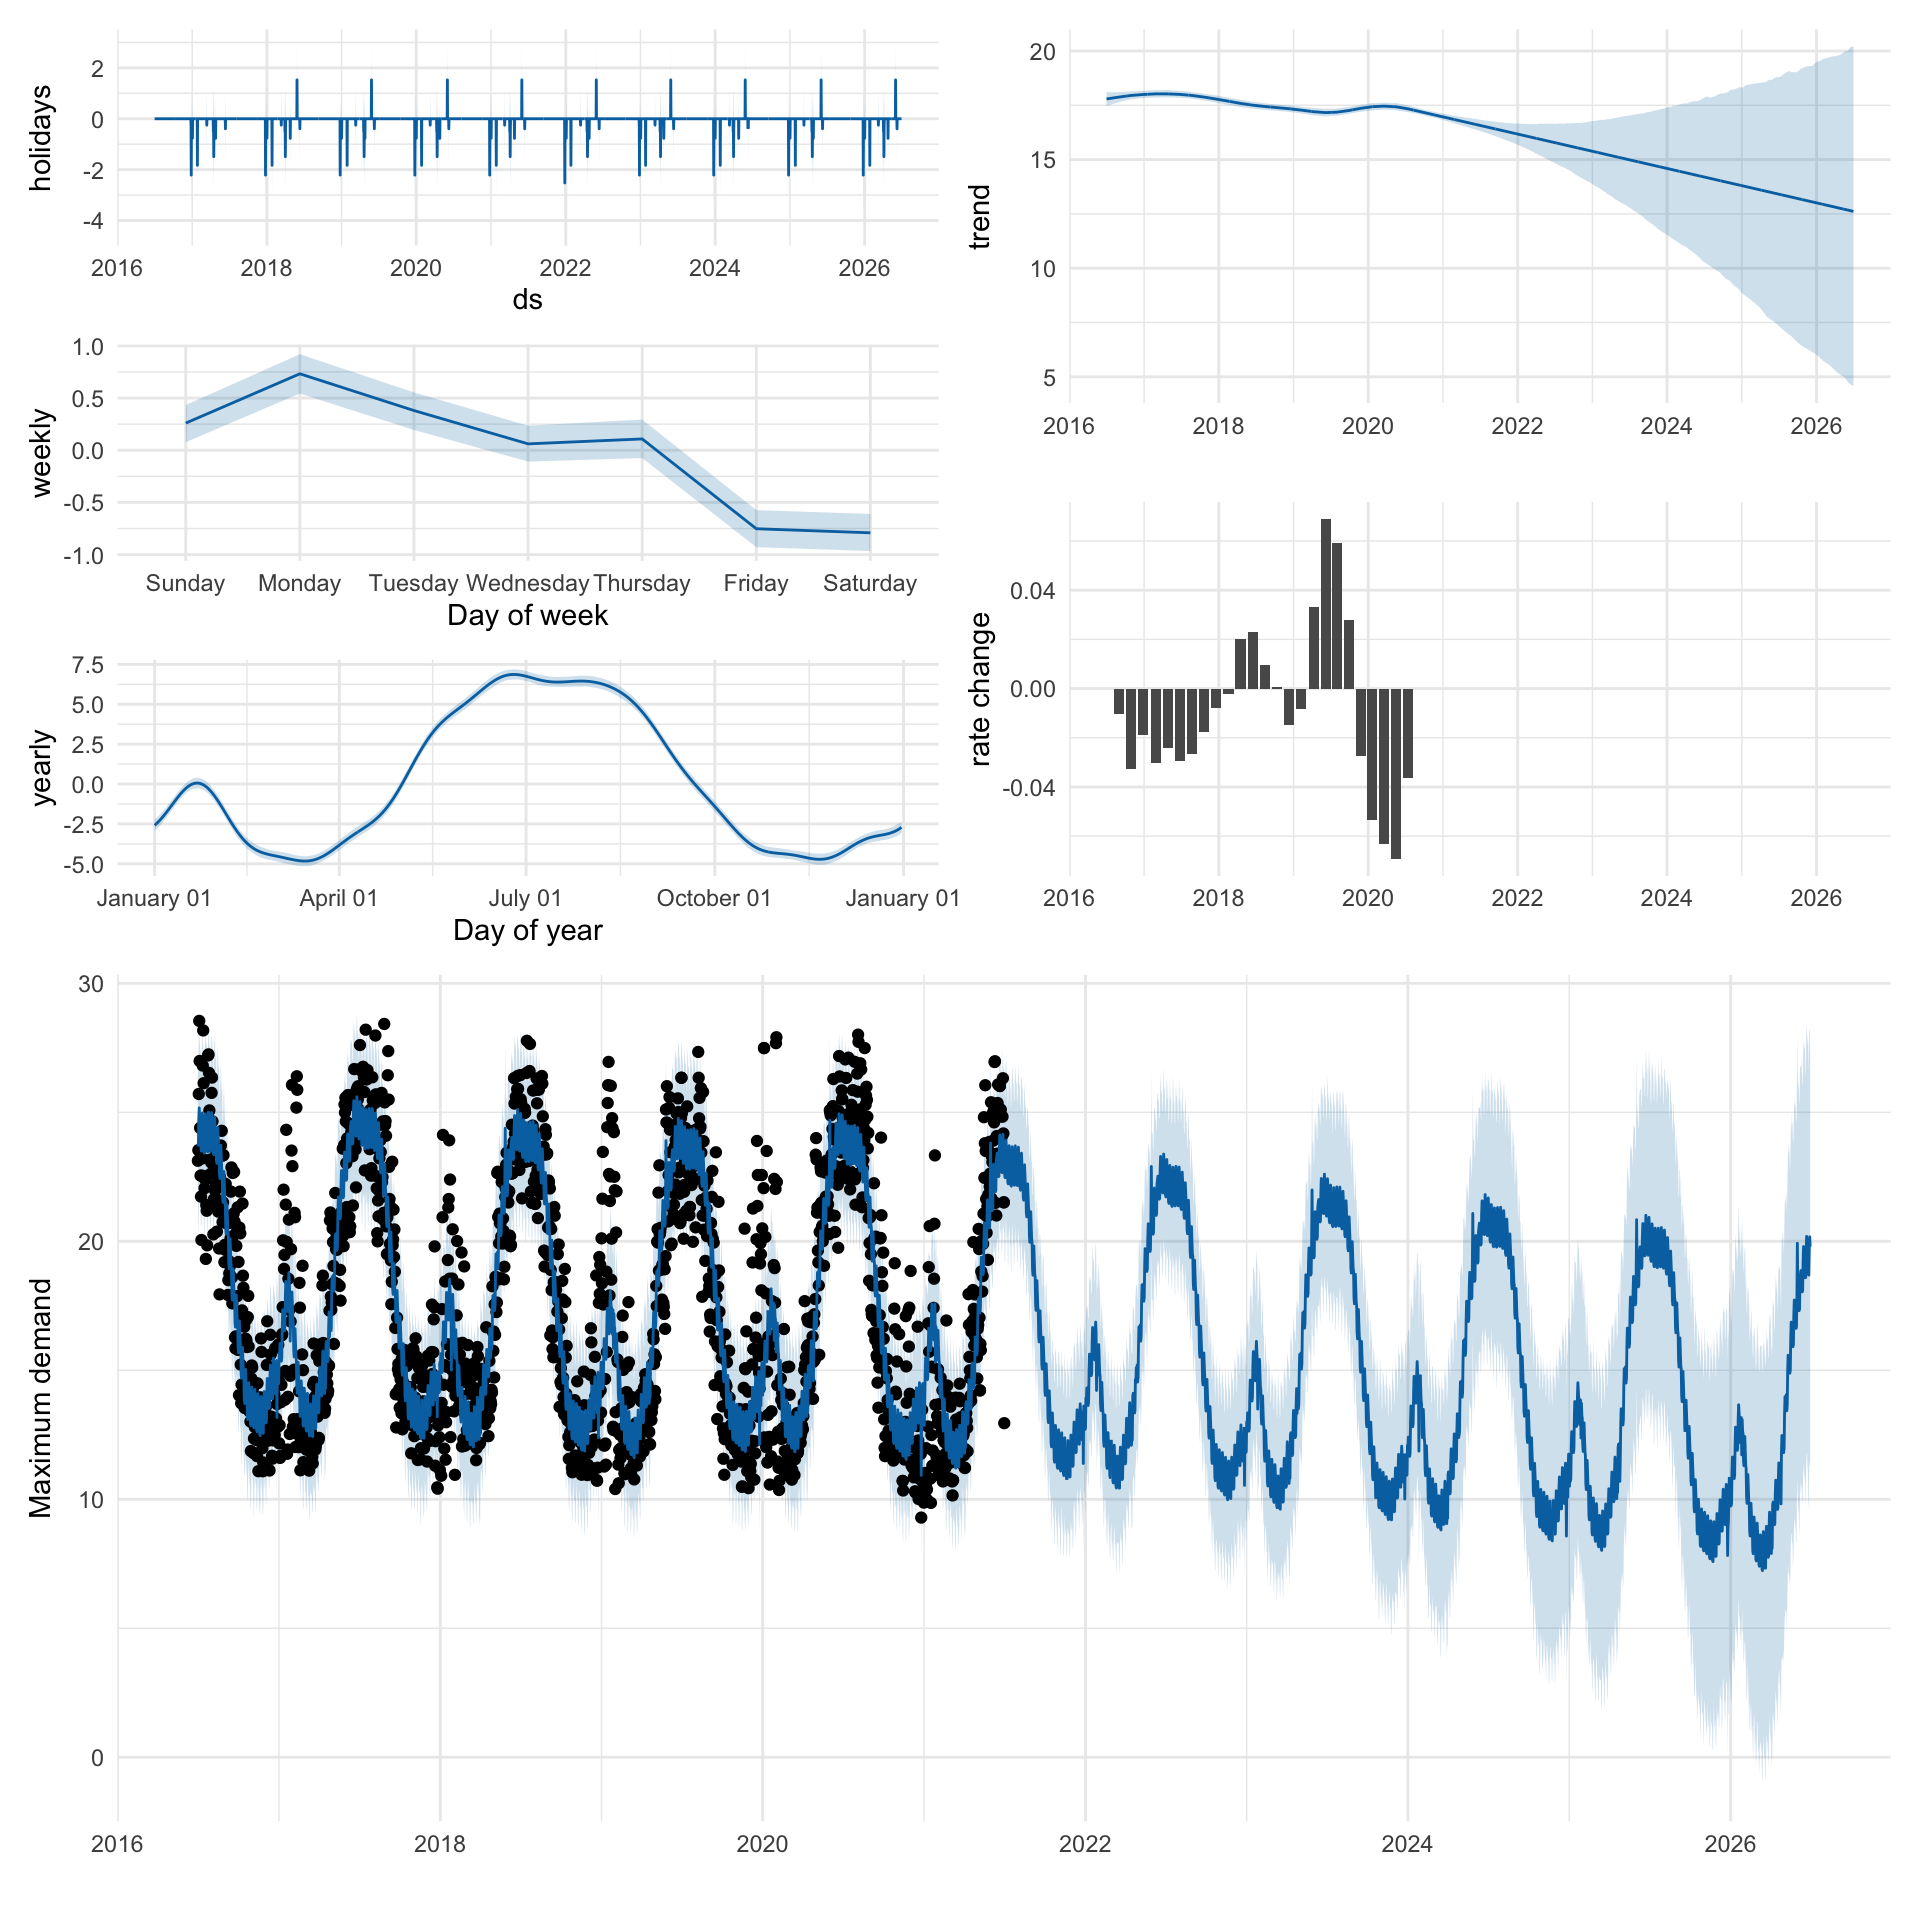 holidays
2
0
-2
-4
2016 2018 2020 2022 2024 2026
ds
weekly
1.0
0.5
0.0
-0.5
-1.0
Sunday Monday Tuesday Wednesday Thursday Friday Saturday
Day of week
yearly
7.5
5.0
2.5
0.0
-2.5
-5.0
January 01 April 01 July 01 October 01 January 01
Day of year
trend
20
15
10
5
2016 2018 2020 2022 2024 2026
rate change
0.04
0.00
-0.04
2016 2018 2020 2022 2024 2026
Maximum demand
30
20
10
0
2016 2018 2020 2022 2024 2026